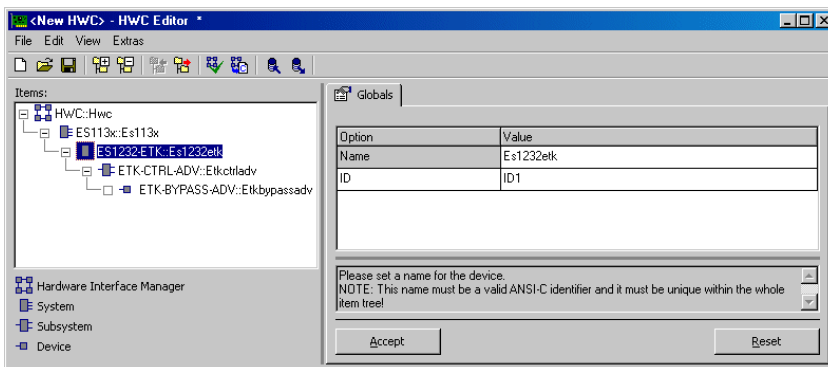 <New HWC> - HWC Editor *
File Edit View Extras
Items:
HWC::Hwc
ES113x::Es113x
ES1232-ETK::Es1232etk
ETK-CTRL-ADV::Etkctrladv
ETK-BYPASS-ADV::Etkbypassadv
Hardware Interface Manager
System
Subsystem
Device
Globals
Option Value
Name Es1232etk
ID ID1
Please set a name for the device.
NOTE: This name must be a valid ANSI-C identifier and it must be unique within the whole
item tree!
Accept Reset